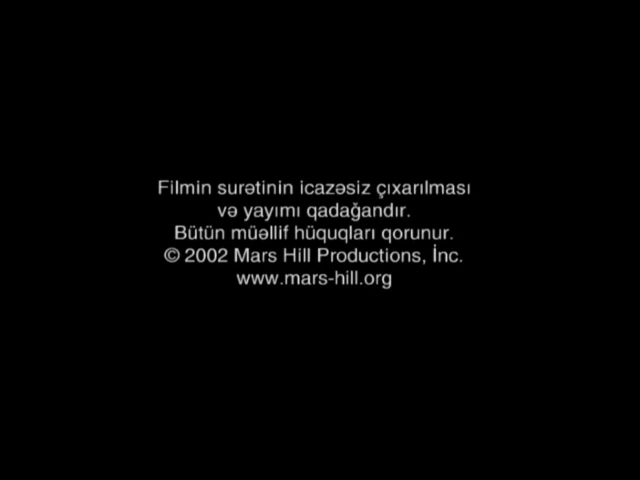 Filmin surətinin icazəsiz çıxarılması
və yayımı qadağandır.
Bütün müəllif hüquqları qorunur.
© 2002 Mars Hill Productions, İnc.
www.mars-hill.org